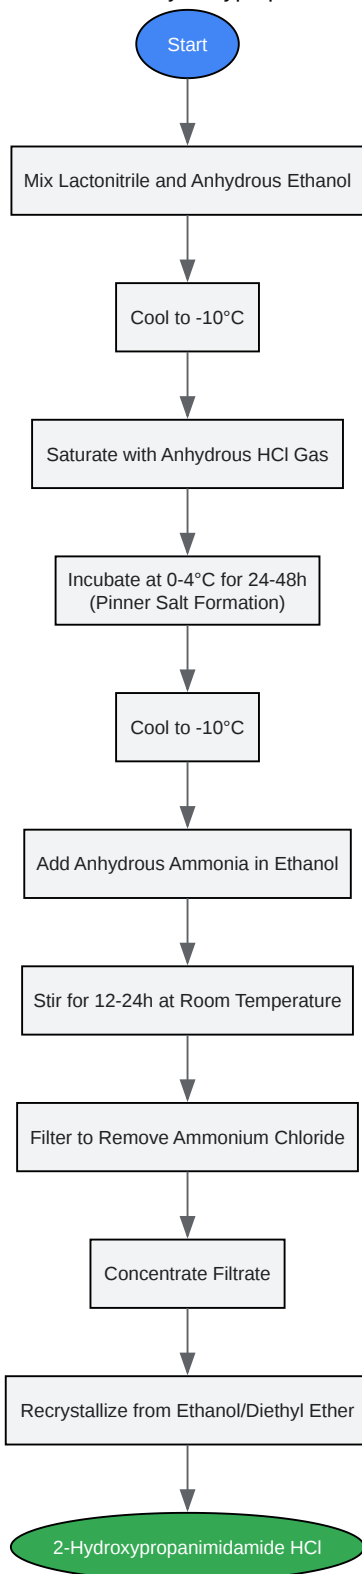 Start
Mix Lactonitrile and Anhydrous Ethanol
Cool to -10°C
Saturate with Anhydrous HCl Gas
Incubate at 0-4°C for 24-48h
(Pinner Salt Formation)
Cool to -10°C
Add Anhydrous Ammonia in Ethanol
Stir for 12-24h at Room Temperature
Filter to Remove Ammonium Chloride
Concentrate Filtrate
Recrystallize from Ethanol/Diethyl Ether
2-Hydroxypropanimidamide HCl